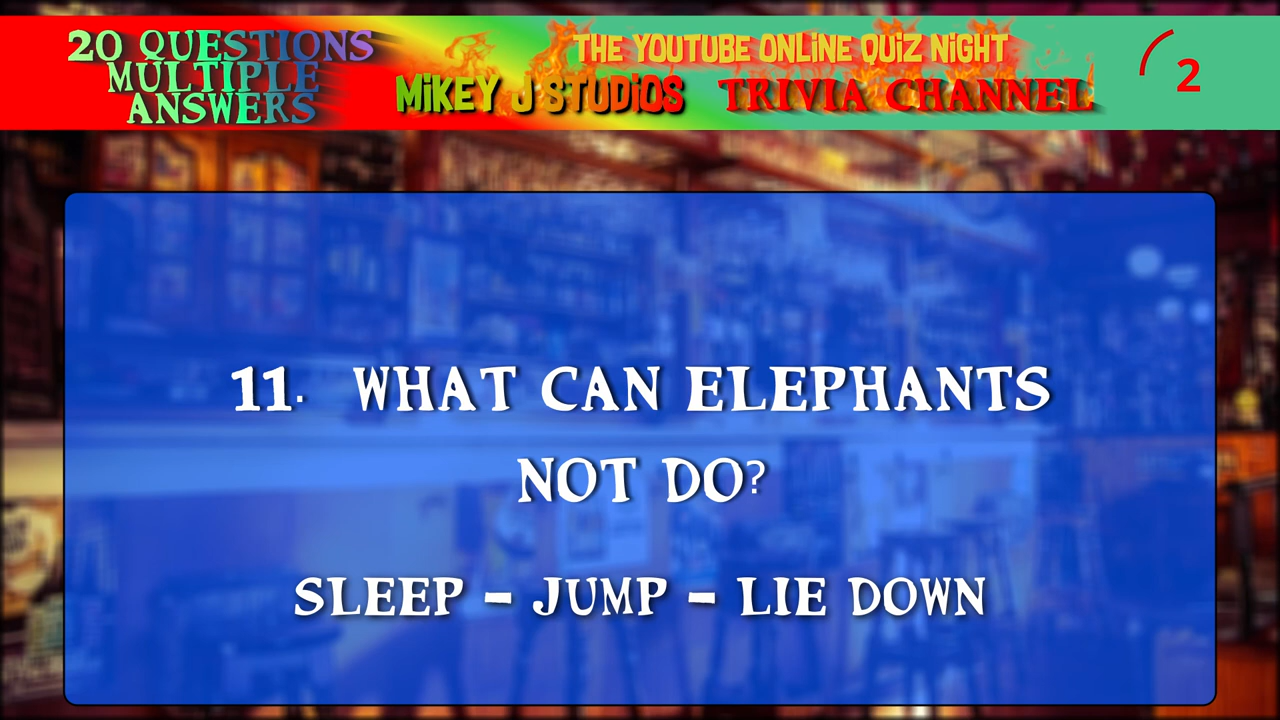 20 QUESTIONS
MULTIPLE
ANSWERS
THE YOUTUBE ONLINE QUIZ NIGHT
MIKEY J STUDIOS TRIVIA CHANNEL
2
11. WHAT CAN ELEPHANTS
NOT DO?
SLEEP - JUMP - LIE DOWN